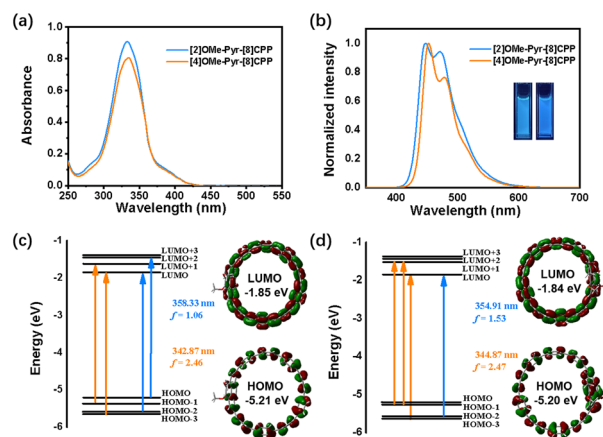 (a)
[2]OMe-Pyr-[8]CPP
[4]OMe-Pyr-[8]CPP
Absorbance
1.0
0.8
0.6
0.4
0.2
0.0
250 300 350 400 450 500 550
Wavelength (nm)
(b)
[2]OMe-Pyr-[8]CPP
[4]OMe-Pyr-[8]CPP
Normalized intensity
1.0
0.8
0.6
0.4
0.2
0.0
400 500 600 700
Wavelength (nm)
(c)
Energy (eV)
-1
-2
-3
-4
-5
-6
LUMO+3
LUMO+2
LUMO+1
LUMO
358.33 nm
f = 1.06
342.87 nm
f = 2.46
HOMO
HOMO-1
HOMO-2
HOMO-3
LUMO
-1.85 eV
HOMO
-5.21 eV
(d)
Energy (eV)
-1
-2
-3
-4
-5
-6
LUMO+3
LUMO+2
LUMO+1
LUMO
354.91 nm
f = 1.53
344.87 nm
f = 2.47
HOMO
HOMO-1
HOMO-2
HOMO-3
LUMO
-1.84 eV
HOMO
-5.20 eV